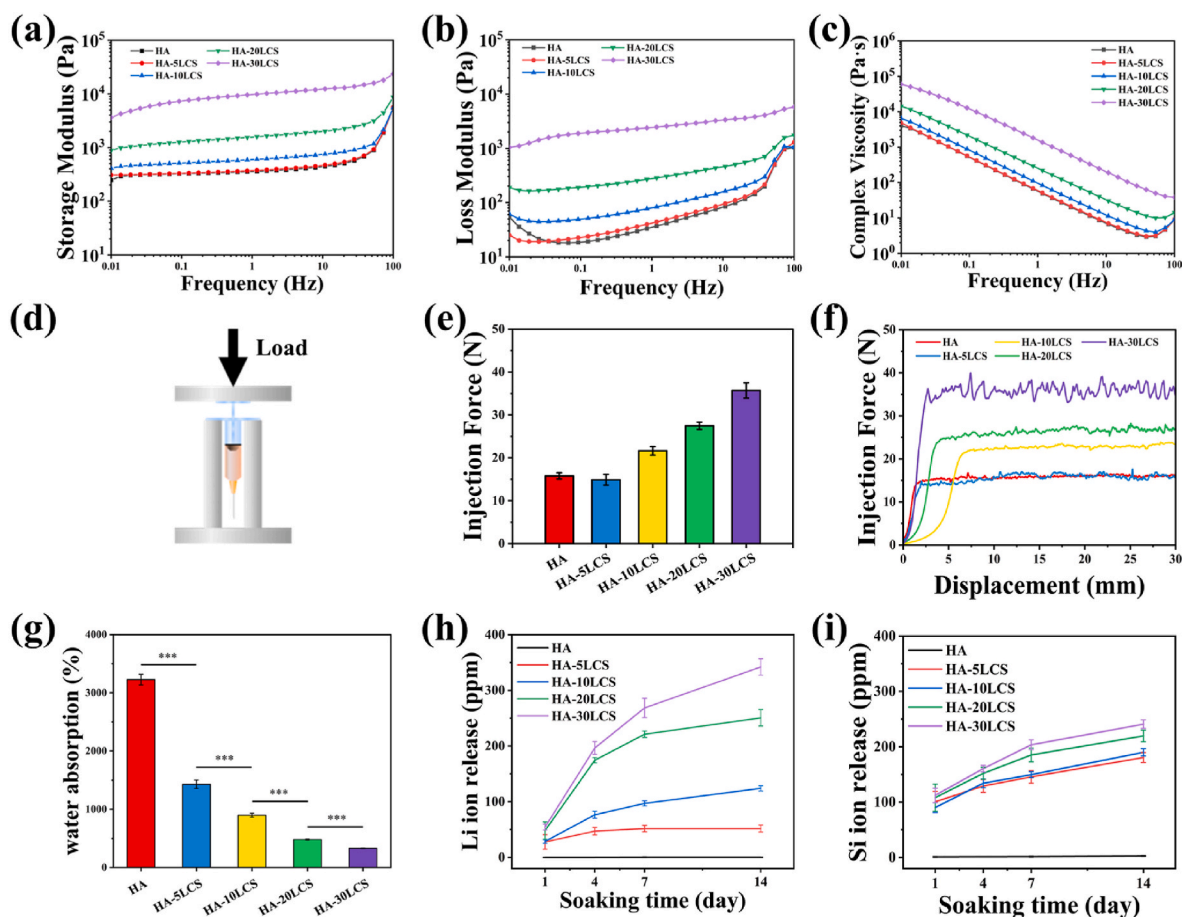 (a)
Storage Modulus (Pa)
10^5
10^4
10^3
10^2
10^1
HA
HA-5LCS
HA-10LCS
HA-20LCS
HA-30LCS
0.01 0.1 1 10 100
Frequency (Hz)
(b)
Loss Modulus (Pa)
10^5
10^4
10^3
10^2
10^1
HA
HA-5LCS
HA-10LCS
HA-20LCS
HA-30LCS
0.01 0.1 1 10 100
Frequency (Hz)
(c)
Complex Viscosity (Pa·s)
10^6
10^5
10^4
10^3
10^2
10^1
10^0
HA
HA-5LCS
HA-10LCS
HA-20LCS
HA-30LCS
0.01 0.1 1 10 100
Frequency (Hz)
(d)
Load
(e)
Injection Force (N)
50
40
30
20
10
0
HA HA-5LCS HA-10LCS HA-20LCS HA-30LCS
(f)
Injection Force (N)
50
40
30
20
10
0
HA HA-10LCS HA-30LCS
HA-5LCS HA-20LCS
0 5 10 15 20 25 30
Displacement (mm)
(g)
water absorption (%)
4000
3000
2000
1000
0
***
***
***
***
HA HA-5LCS HA-10LCS HA-20LCS HA-30LCS
(h)
Li ion release (ppm)
400
300
200
100
0
HA
HA-5LCS
HA-10LCS
HA-20LCS
HA-30LCS
1 4 7 14
Soaking time (day)
(i)
Si ion release (ppm)
400
300
200
100
0
HA
HA-5LCS
HA-10LCS
HA-20LCS
HA-30LCS
1 4 7 14
Soaking time (day)